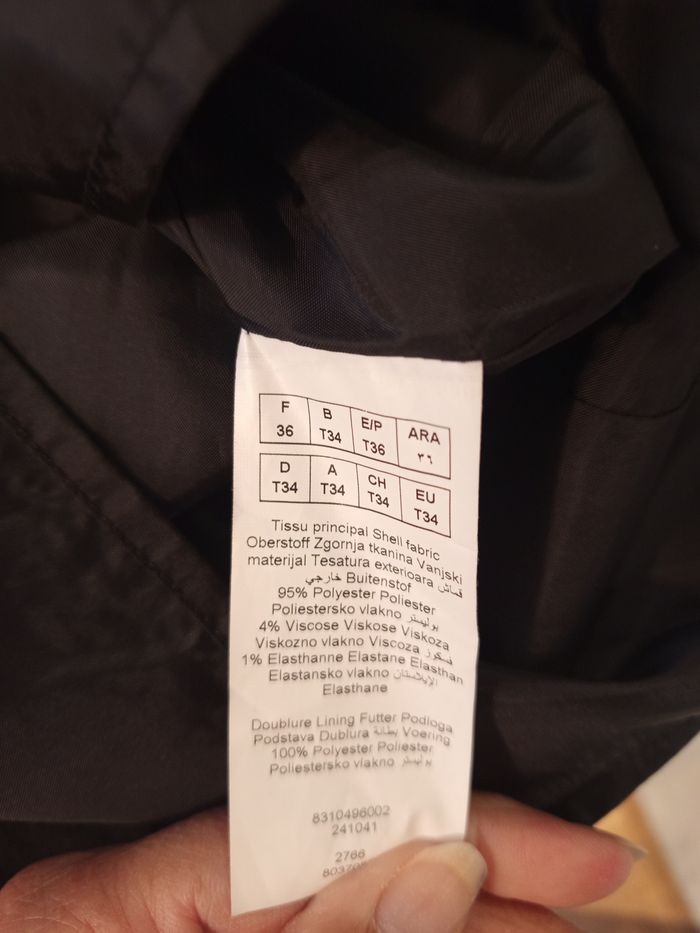 F B E/P ARA
36 T34 T36 ٣٦
D A CH EU
T34 T34 T34 T34
Tissu principal Shell fabric
Oberstoff Zgornja tkanina Vanjski
materijal Tesatura exterioara قماش
خارجي Buitenstof
95% Polyester Poliester
Poliestersko vlakno بوليستر
4% Viscose Viskose Viskoza
Viskozno vlakno Viscoza فسكوز
1% Elasthanne Elastane Elasthan
Elastansko vlakno الإيلاستان
Elasthane
Doublure Lining Futter Podloga
Podstava Dublura بطانة Voering
100% Polyester Poliester
Poliestersko vlakno بوليستر
8310496002
241041
2766